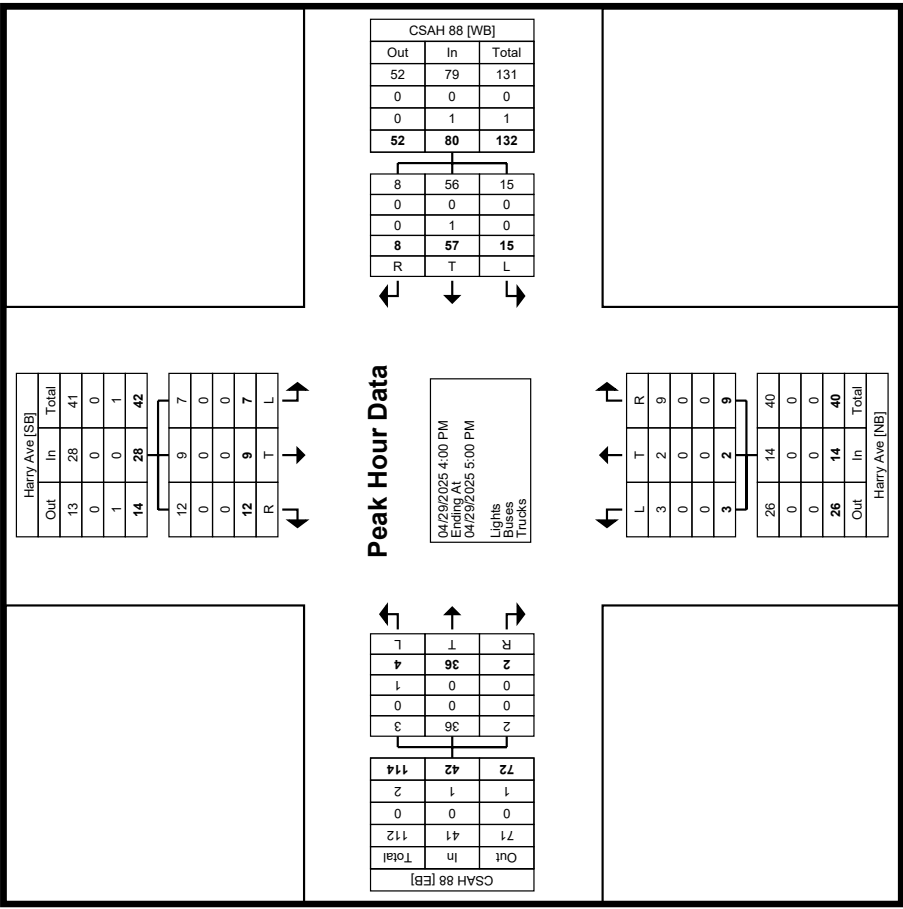 CSAH 88 [WB]
Out In Total
52 79 131
0 0 0
0 1 1
52 80 132
8 56 15
0 0 0
0 1 0
8 57 15
R T L
Harry Ave [SB]
Out In Total
13 28 41
0 0 0
1 0 1
14 28 42
12 9 7
0 0 0
0 0 0
12 9 7
R T L
Peak Hour Data
04/29/2025 4:00 PM
Ending At
04/29/2025 5:00 PM
Lights
Buses
Trucks
L T R
3 2 9
0 0 0
0 0 0
3 2 9
26 14 40
0 0 0
0 0 0
26 14 40
Out In Total
Harry Ave [NB]
L T R
4 36 2
1 0 0
0 0 0
3 36 2
114 42 72
2 1 1
0 0 0
112 41 71
Total In Out
CSAH 88 [EB]